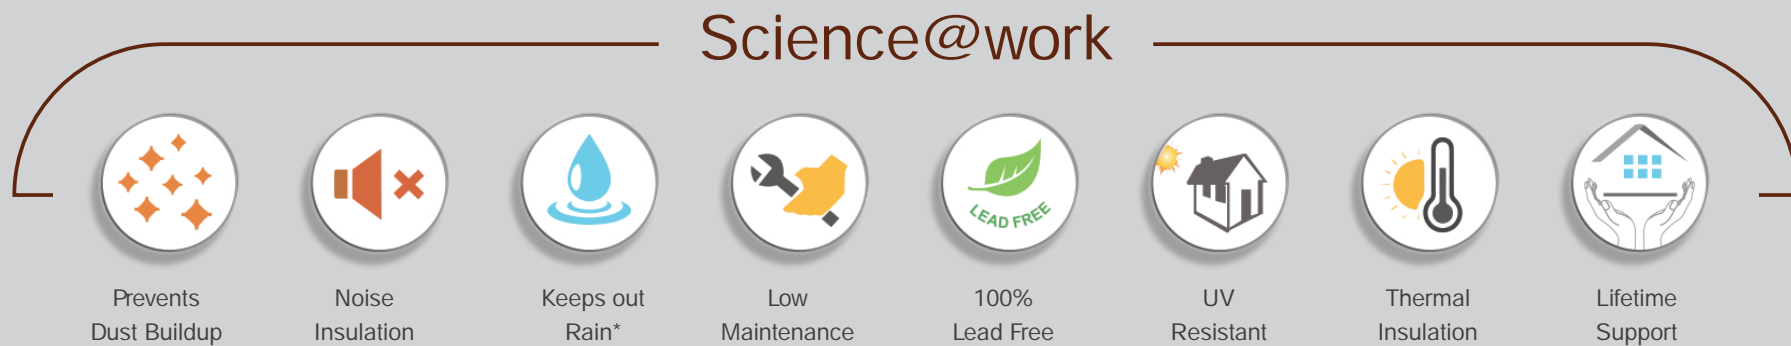 Science@work
LEAD FREE
Prevents
Dust Buildup
Noise
Insulation
Keeps out
Rain*
Low
Maintenance
100%
Lead Free
UV
Resistant
Thermal
Insulation
Lifetime
Support